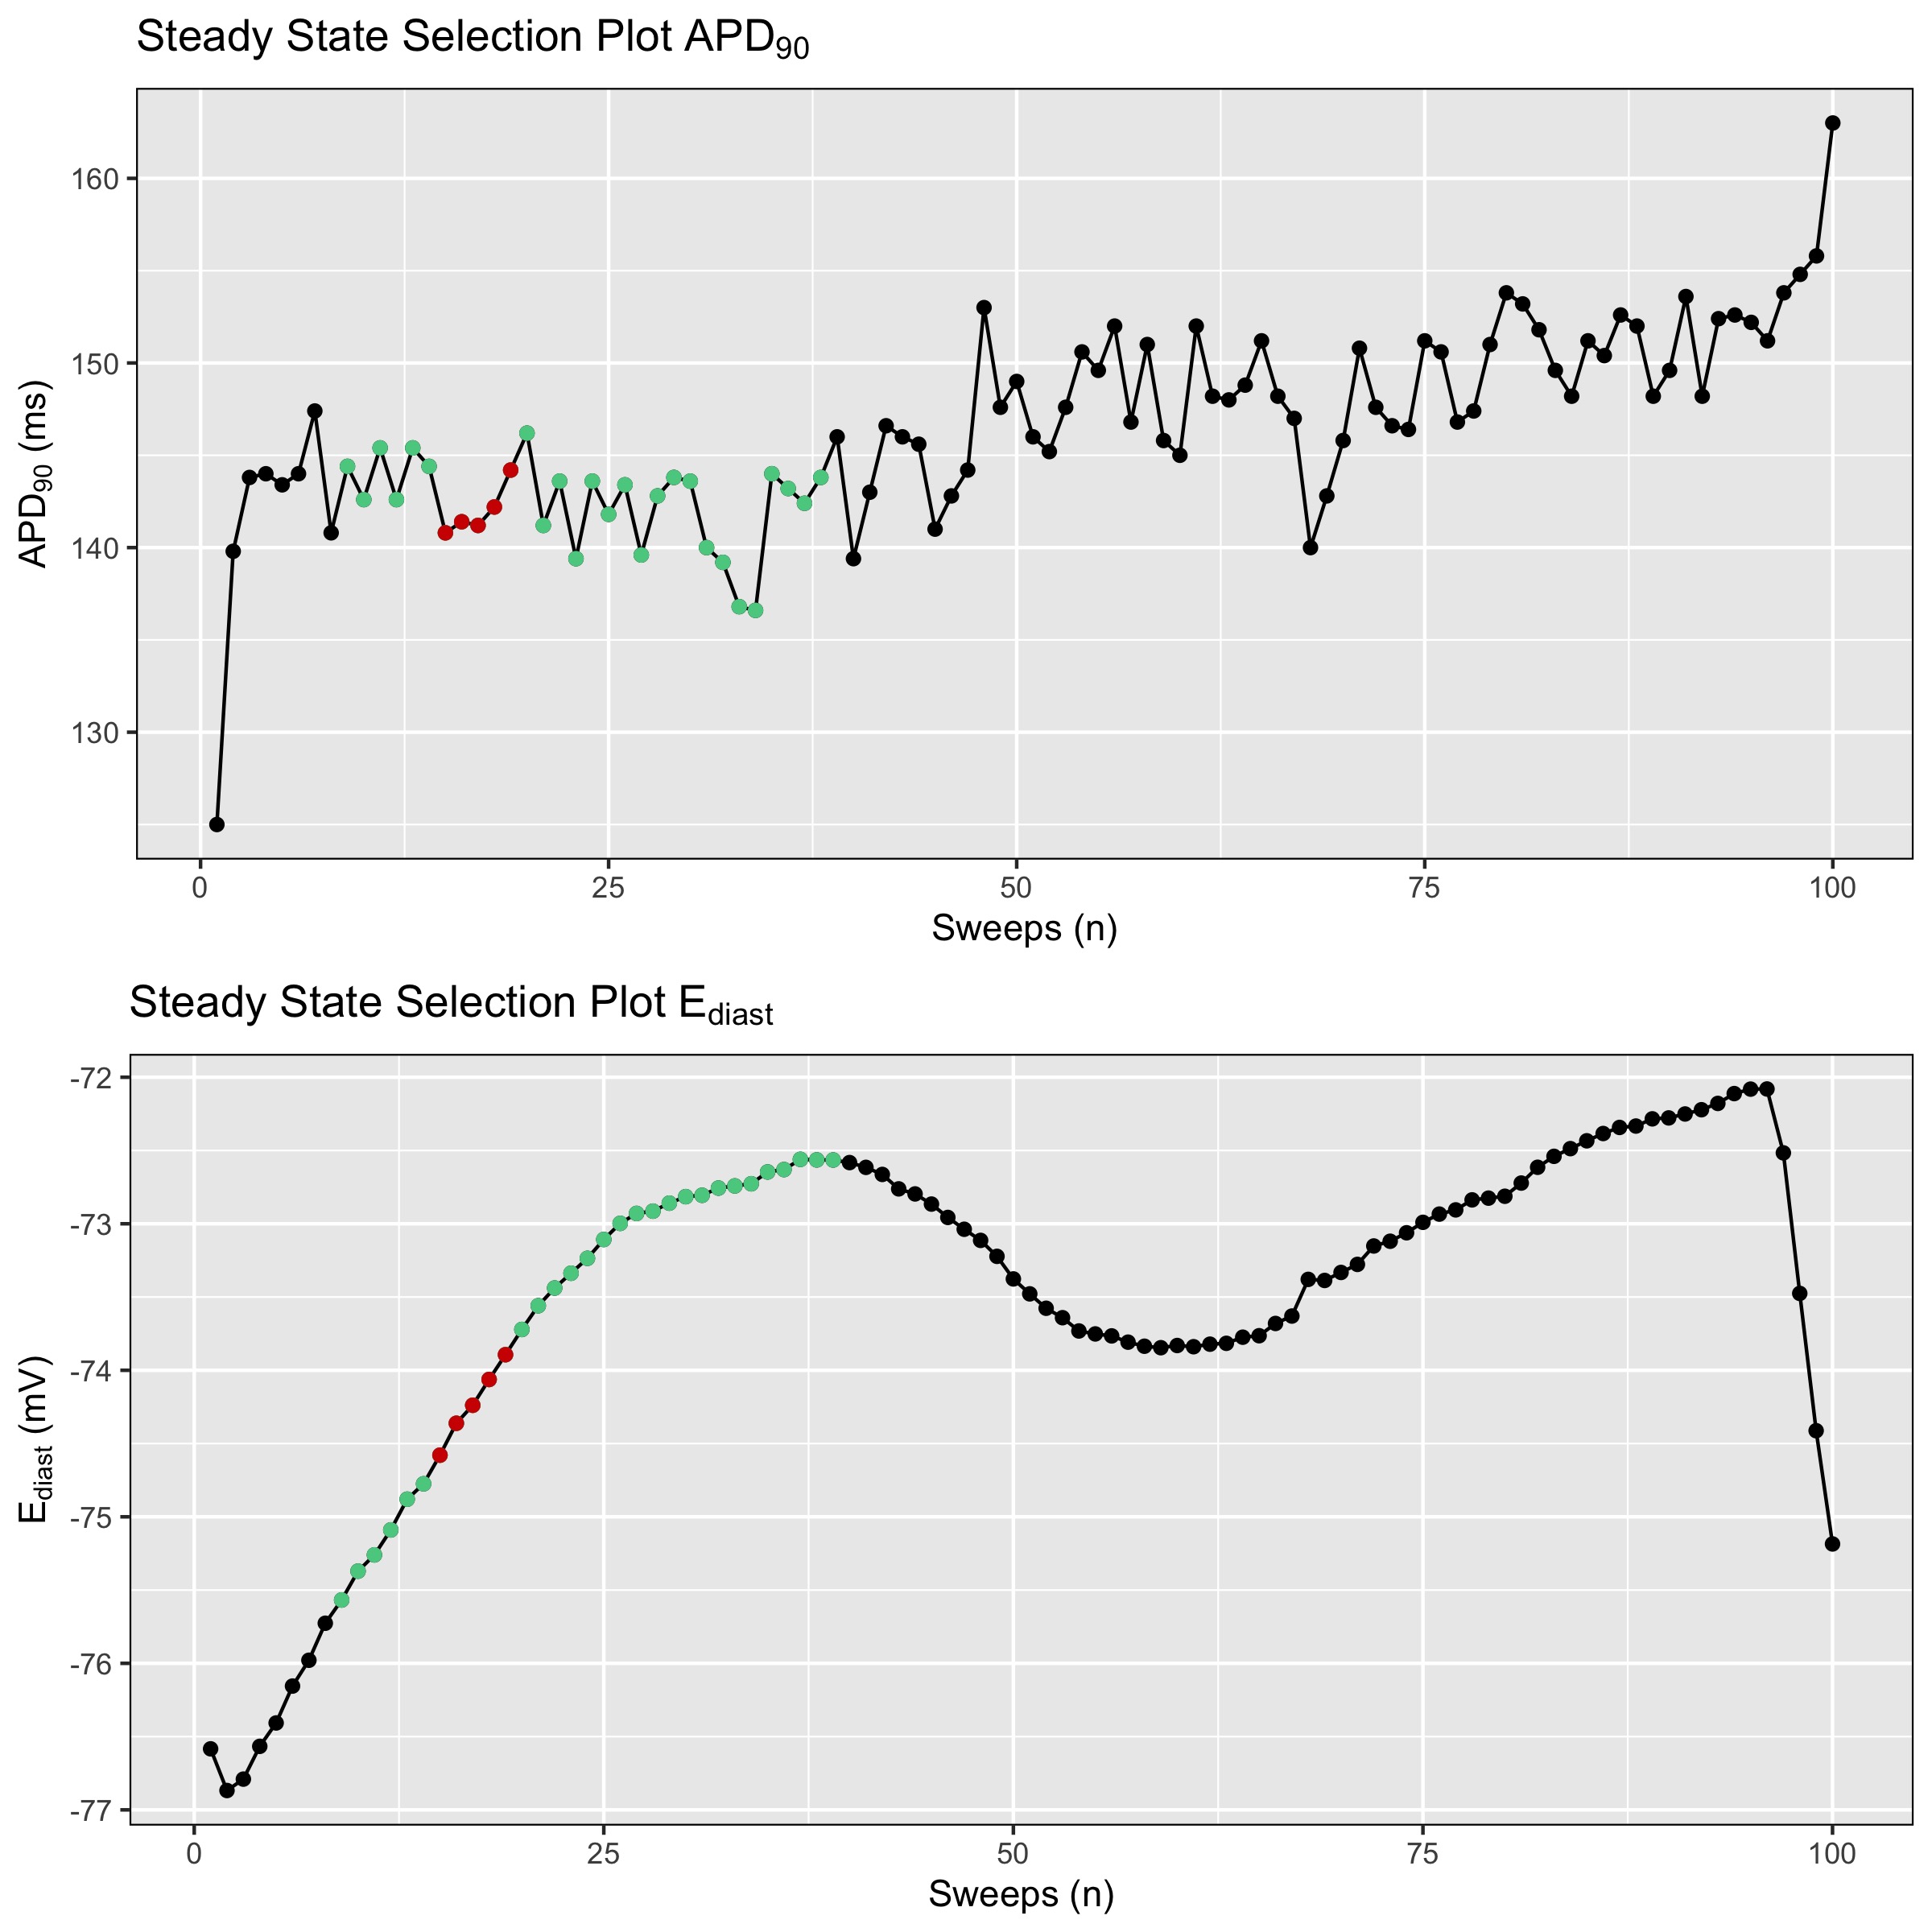 Steady State Selection Plot APD90
160
150
140
130
APD90 (ms)
0 25 50 75 100
Sweeps (n)
Steady State Selection Plot Ediast
-72
-73
-74
-75
-76
-77
Ediast (mV)
0 25 50 75 100
Sweeps (n)